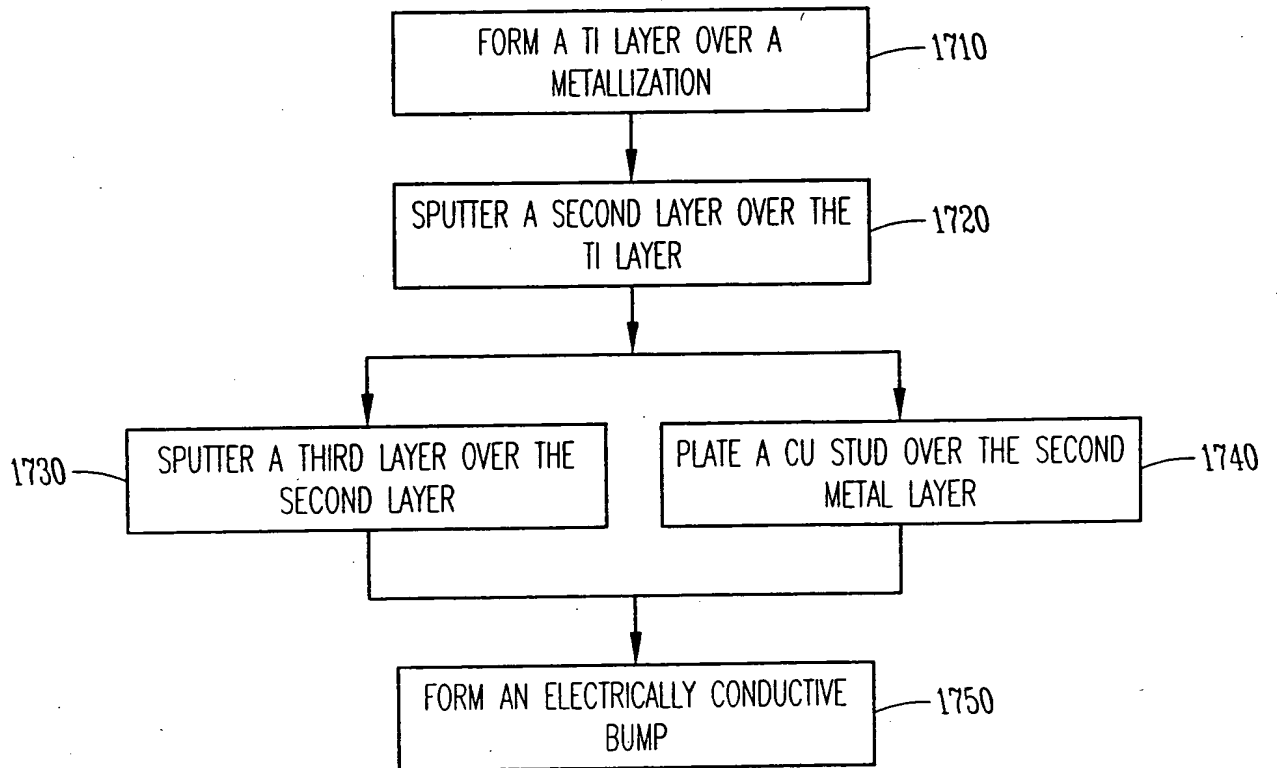 FORM A TI LAYER OVER A
METALLIZATION
1710
SPUTTER A SECOND LAYER OVER THE
TI LAYER
1720
1730
SPUTTER A THIRD LAYER OVER THE
SECOND LAYER
PLATE A CU STUD OVER THE SECOND
METAL LAYER
1740
FORM AN ELECTRICALLY CONDUCTIVE
BUMP
1750